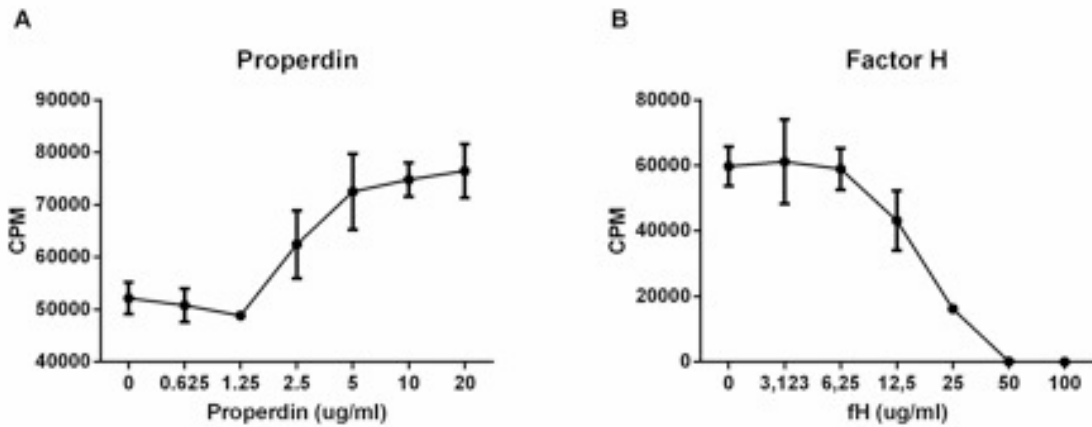 A
B
Properdin
Factor H
90000
80000
70000
60000
50000
40000
CPM
0 0.625 1.25 2.5 5 10 20
Properdin (ug/ml)
80000
60000
40000
20000
0
CPM
0 3,123 6,25 12,5 25 50 100
fH (ug/ml)